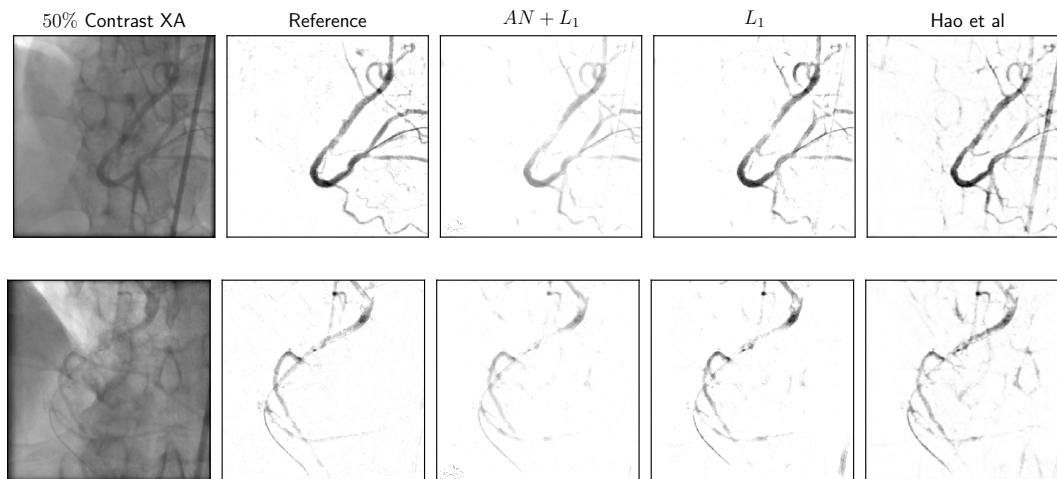 50% Contrast XA
Reference
AN + L₁
L₁
Hao et al